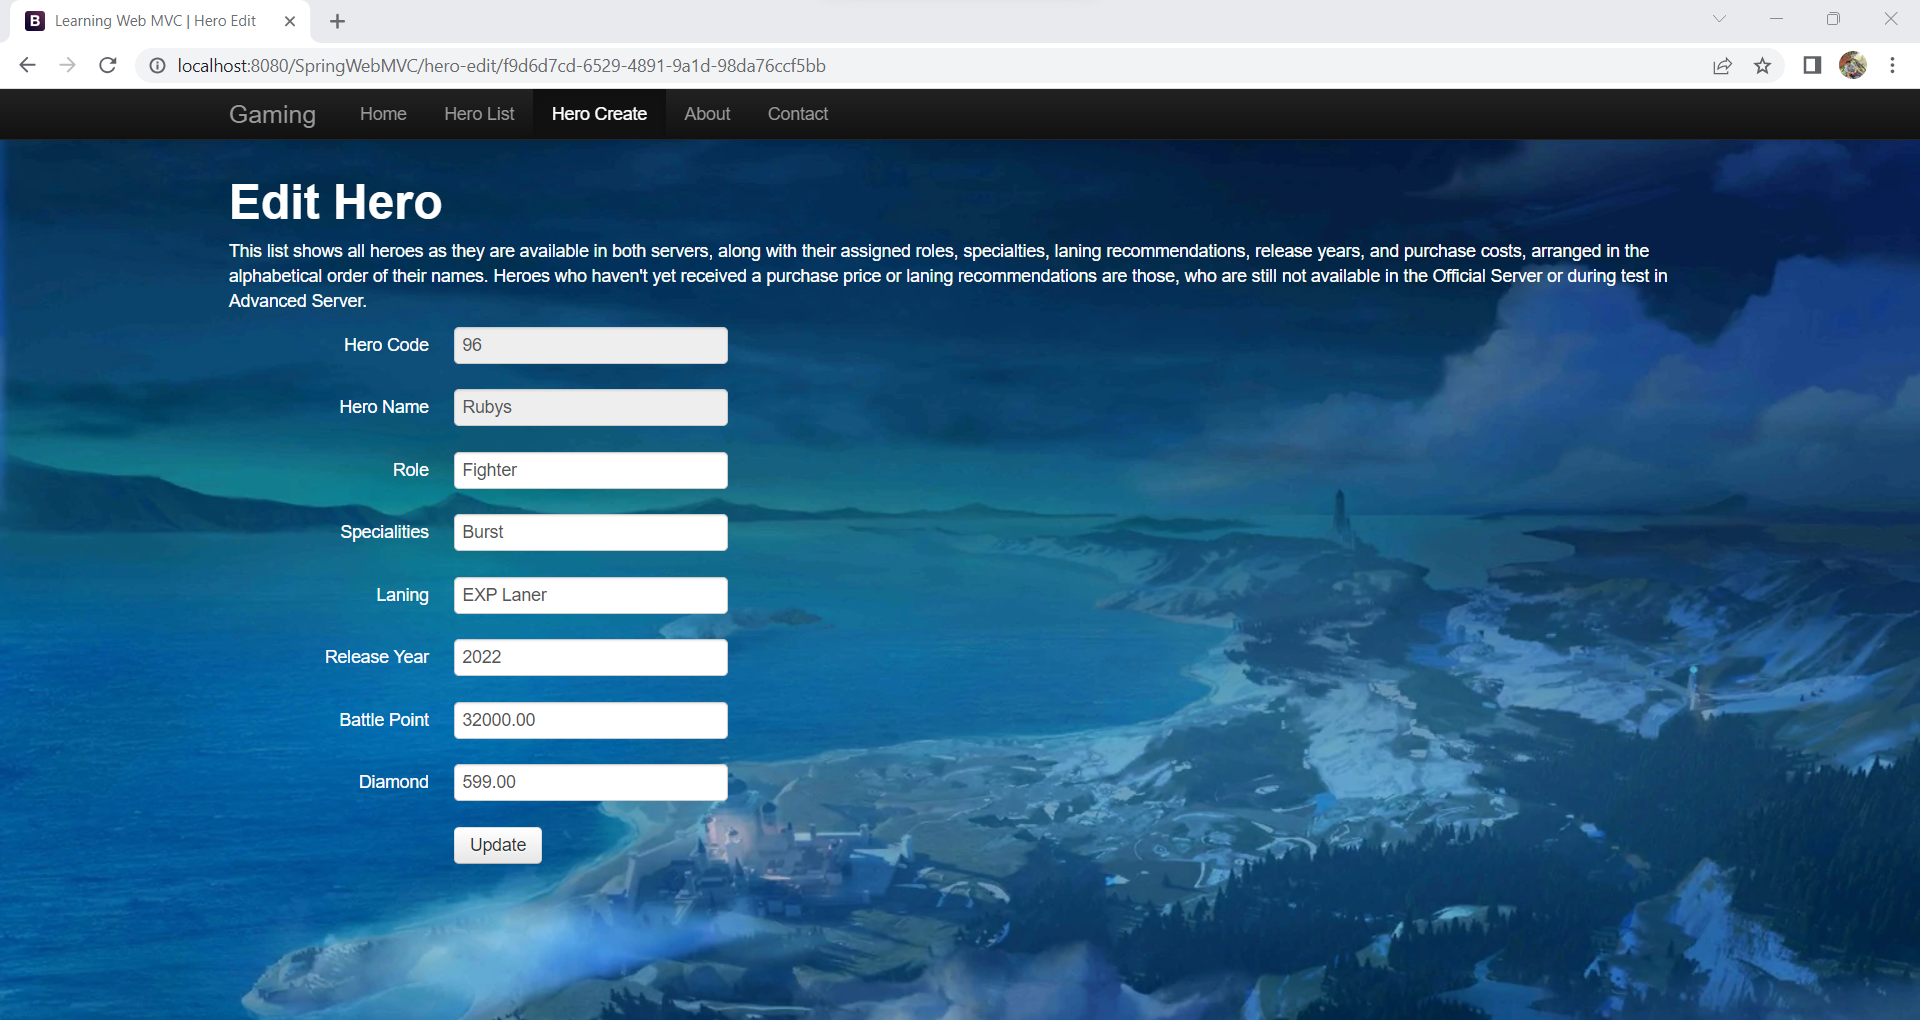 B Learning Web MVC | Hero Edit
localhost:8080/SpringWebMVC/hero-edit/f9d6d7cd-6529-4891-9a1d-98da76ccf5bb
Gaming Home Hero List Hero Create About Contact
Edit Hero
This list shows all heroes as they are available in both servers, along with their assigned roles, specialties, laning recommendations, release years, and purchase costs, arranged in the
alphabetical order of their names. Heroes who haven't yet received a purchase price or laning recommendations are those, who are still not available in the Official Server or during test in
Advanced Server.
Hero Code 96
Hero Name Rubys
Role Fighter
Specialities Burst
Laning EXP Laner
Release Year 2022
Battle Point 32000.00
Diamond 599.00
Update